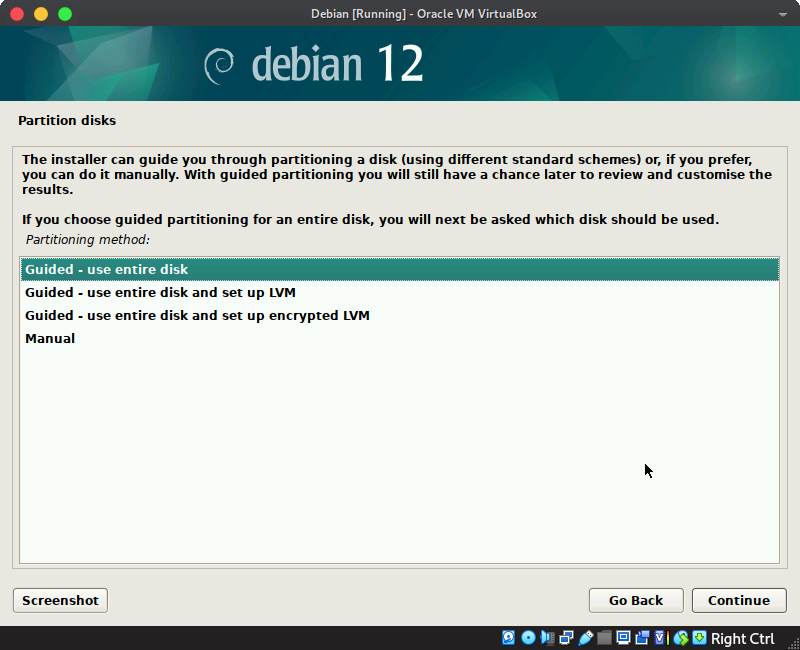 Debian [Running] - Oracle VM VirtualBox
debian 12
Partition disks
The installer can guide you through partitioning a disk (using different standard schemes) or, if you prefer,
you can do it manually. With guided partitioning you will still have a chance later to review and customise the
results.
If you choose guided partitioning for an entire disk, you will next be asked which disk should be used.
Partitioning method:
Guided - use entire disk
Guided - use entire disk and set up LVM
Guided - use entire disk and set up encrypted LVM
Manual
Screenshot
Go Back
Continue
Right Ctrl